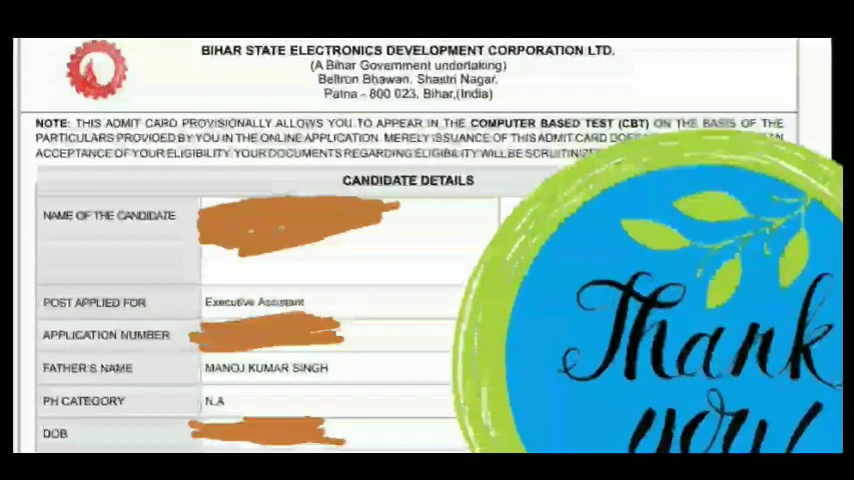 BIHAR STATE ELECTRONICS DEVELOPMENT CORPORATION LTD.
(A Bihar Government undertaking)
Beltron Bhawan, Shastri Nagar,
Patna - 800 023, Bihar,(India)
NOTE: THIS ADMIT CARD PROVISIONALLY ALLOWS YOU TO APPEAR IN THE COMPUTER BASED TEST (CBT) ON THE BASIS OF THE
PARTICULARS PROVIDED BY YOU IN THE ONLINE APPLICATION. MERELY ISSUANCE OF THIS ADMIT CARD
ACCEPTANCE OF YOUR ELIGIBILITY. YOUR DOCUMENTS REGARDING ELIGIBILITY WILL BE
CANDIDATE DETAILS
NAME OF THE CANDIDATE
POST APPLIED FOR Executive Assistant
APPLICATION NUMBER
FATHER'S NAME MANOJ KUMAR SINGH
PH CATEGORY N.A
DOB
Thank
you!